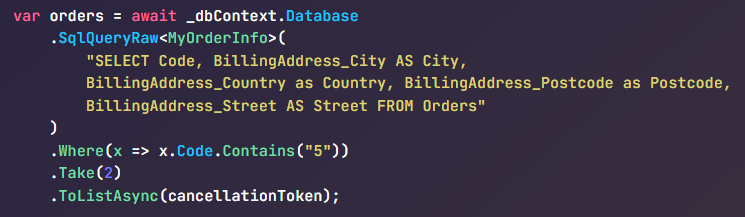 var orders = await _dbContext.Database
.SqlQueryRaw<MyOrderInfo>(
"SELECT Code, BillingAddress_City AS City,
BillingAddress_Country as Country, BillingAddress_Postcode as Postcode,
BillingAddress_Street AS Street FROM Orders"
)
.Where(x => x.Code.Contains("5"))
.Take(2)
.ToListAsync(cancellationToken);